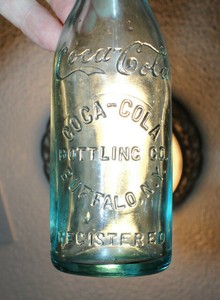 Coca-Cola
COCA-COLA
BOTTLING CO.
BUFFALO, N.Y.
REGISTERED